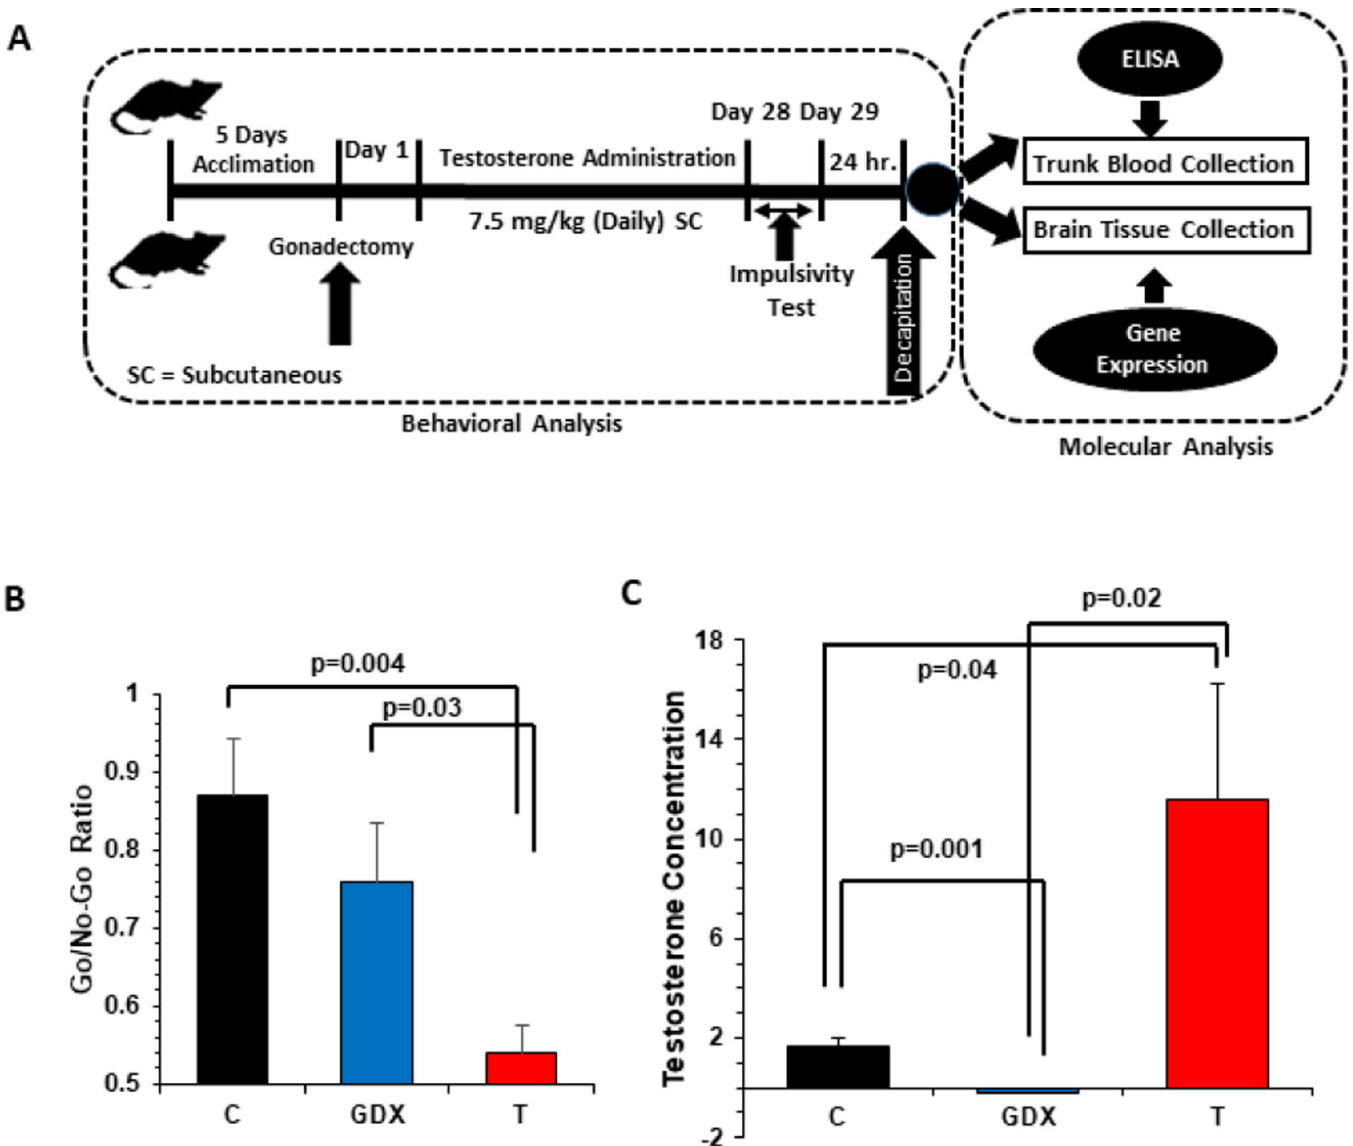 A
5 Days
Acclimation
Day 1
Testosterone Administration
Day 28 Day 29
24 hr.
7.5 mg/kg (Daily) SC
Gonadectomy
Impulsivity
Test
Decapitation
SC = Subcutaneous
Behavioral Analysis
ELISA
Trunk Blood Collection
Brain Tissue Collection
Gene
Expression
Molecular Analysis
B
p=0.004
p=0.03
Go/No-Go Ratio
1
0.9
0.8
0.7
0.6
0.5
C
GDX
T
C
p=0.02
p=0.04
p=0.001
Testosterone Concentration
18
14
10
6
2
-2
C
GDX
T